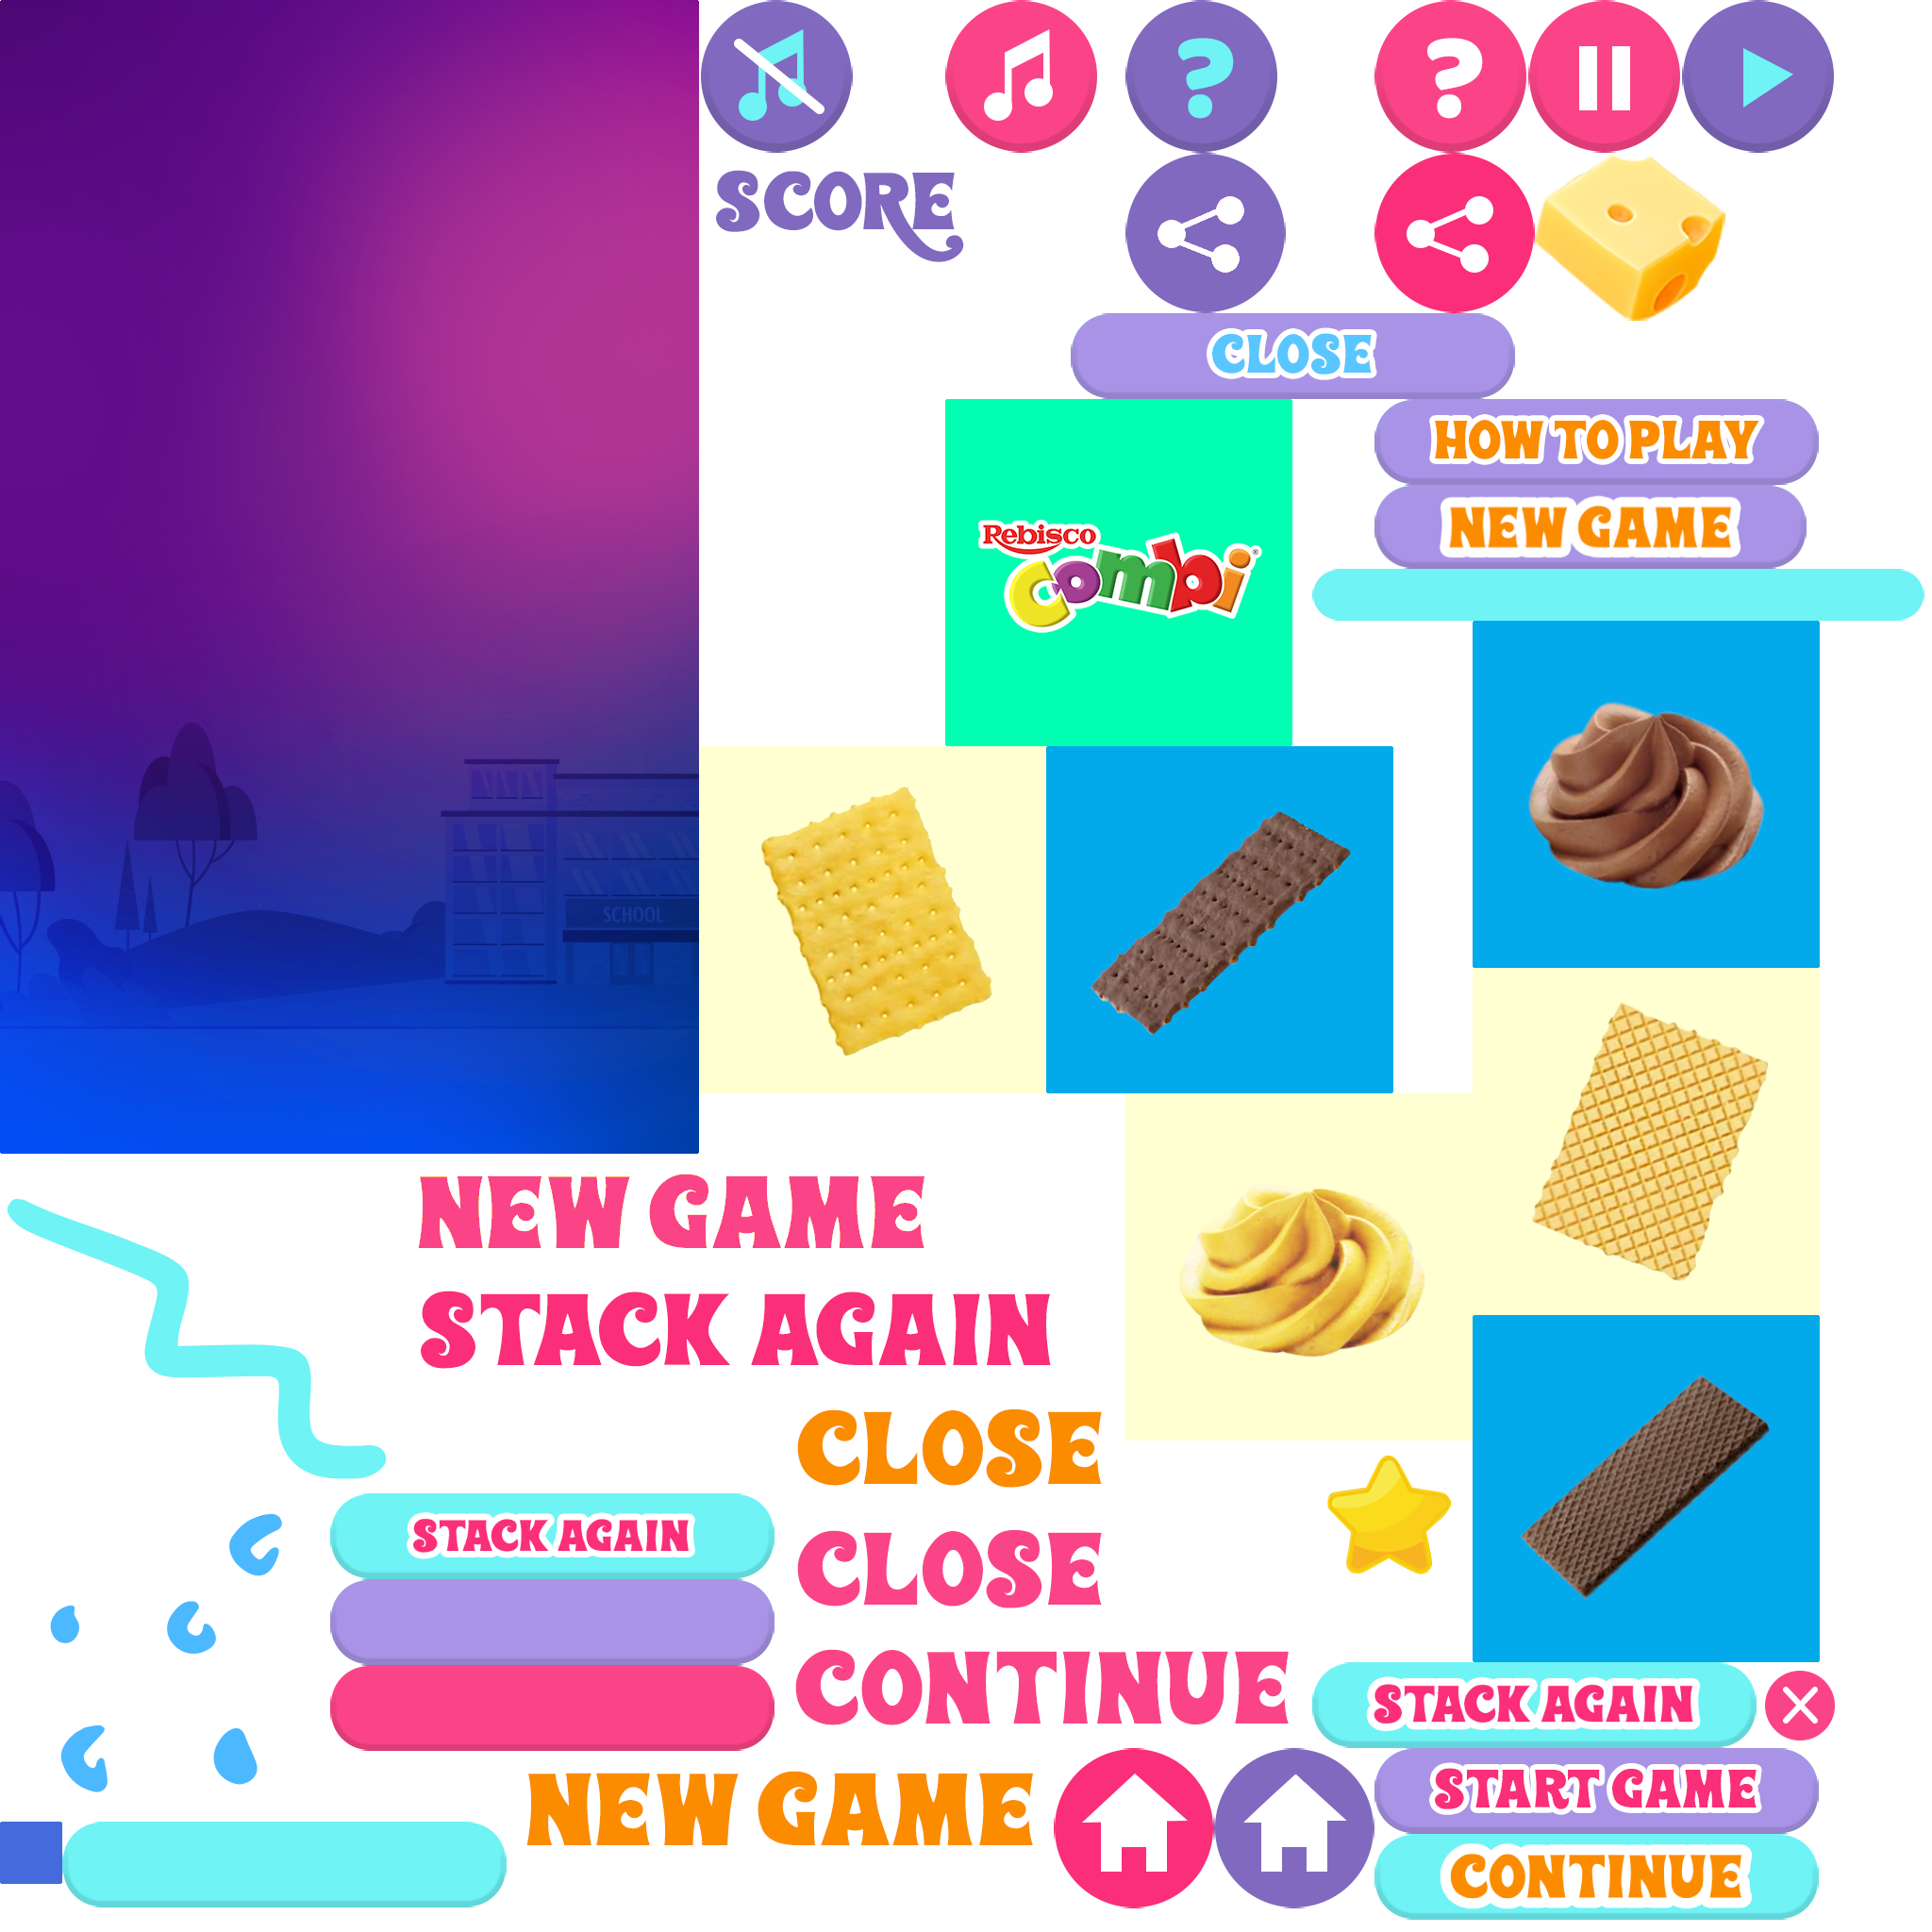 SCORE
CLOSE
HOW TO PLAY
Rebisco
combi
®
NEW GAME
SCHOOL
NEW GAME
STACK AGAIN
CLOSE
STACK AGAIN
CLOSE
CONTINUE
STACK AGAIN
START GAME
NEW GAME
CONTINUE